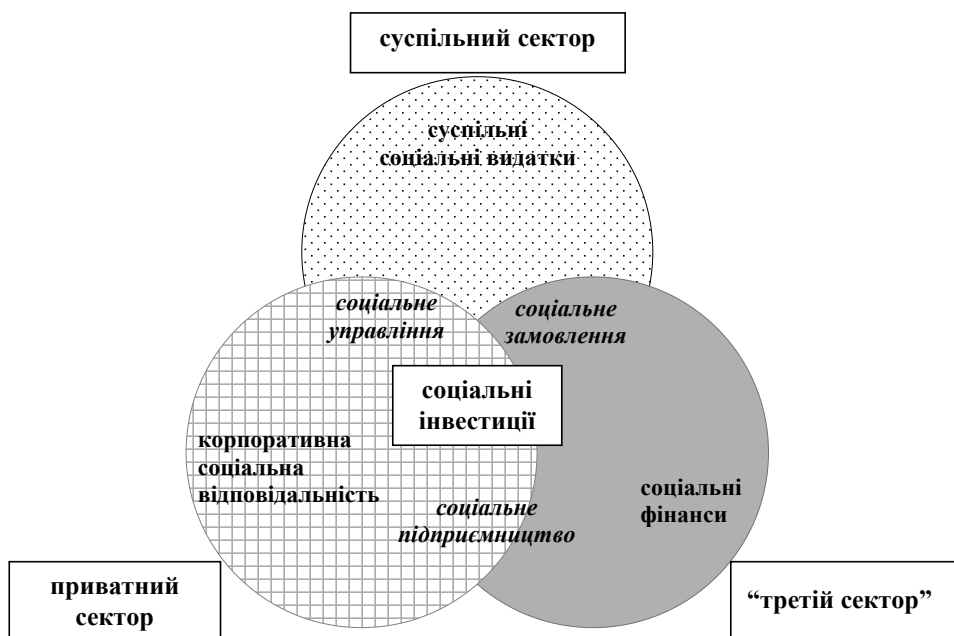 суспільний сектор
суспільні
соціальні видатки
соціальне
управління
соціальне
замовлення
соціальні
інвестиції
корпоративна
соціальна
відповідальність
соціальне
підприємництво
соціальні
фінанси
приватний
сектор
“третій сектор”